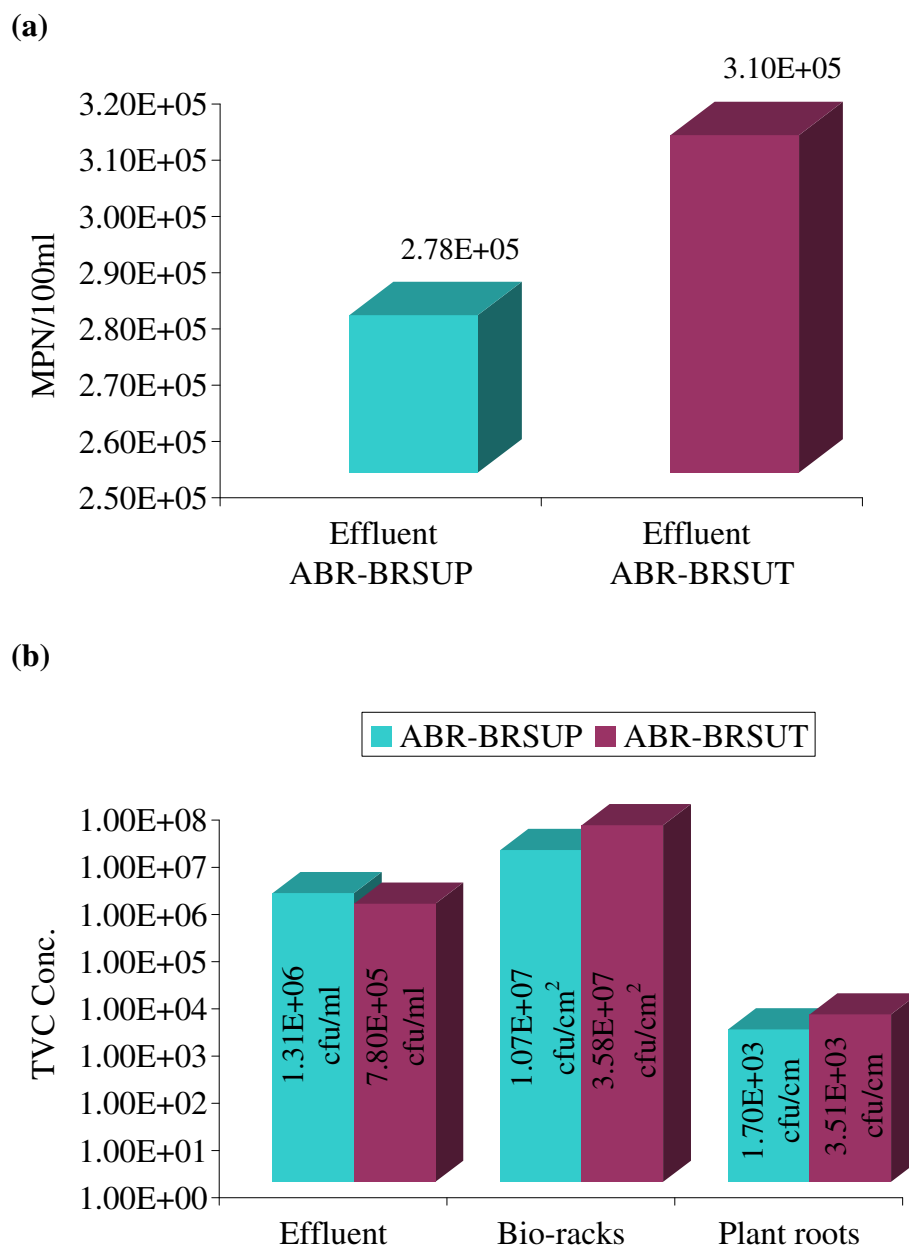 (a)
3.10E+05
3.20E+05
3.10E+05
3.00E+05
2.90E+05
2.80E+05
2.70E+05
2.60E+05
2.50E+05
MPN/100ml
2.78E+05
Effluent
ABR-BRSUP
Effluent
ABR-BRSUT
(b)
ABR-BRSUP
ABR-BRSUT
1.00E+08
1.00E+07
1.00E+06
1.00E+05
1.00E+04
1.00E+03
1.00E+02
1.00E+01
1.00E+00
TVC Conc.
1.31E+06
cfu/ml
7.80E+05
cfu/ml
1.07E+07
cfu/cm²
3.58E+07
cfu/cm²
1.70E+03
cfu/cm
3.51E+03
cfu/cm
Effluent
Bio-racks
Plant roots